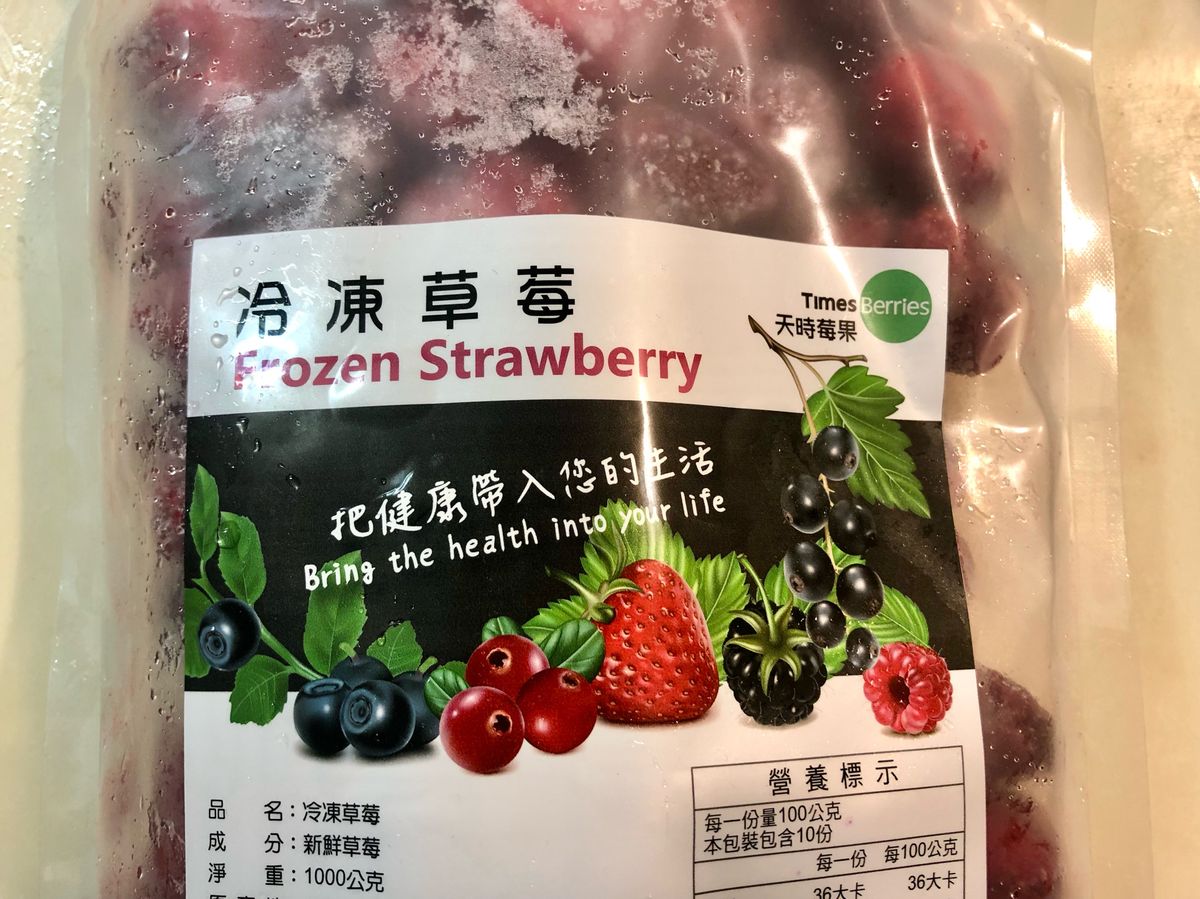 冷凍草莓
Frozen Strawberry
Times Berries
天時莓果
把健康帶入您的生活
Bring the health into your life
品 名：冷凍草莓
成 分：新鮮草莓
淨 重：1000公克
營養標示
每一份量100公克
本包裝包含10份
每一份 每100公克
36大卡 36大卡